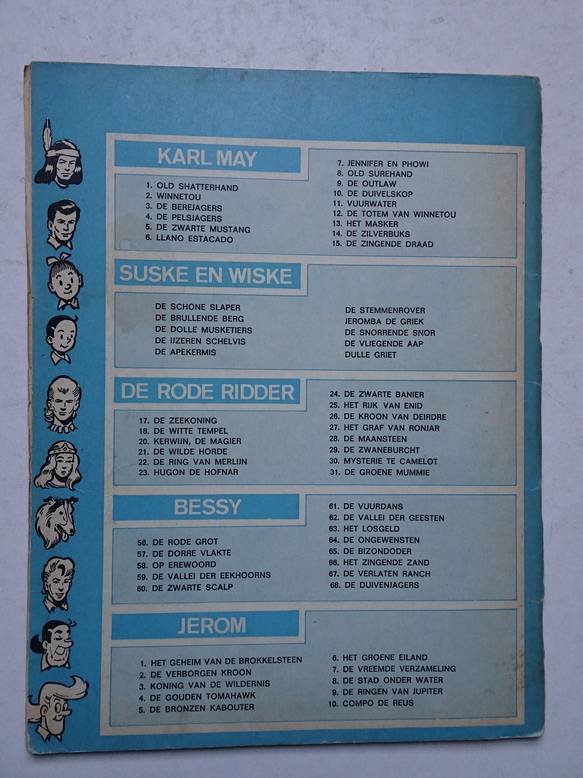 KARL MAY
1. OLD SHATTERHAND
2. WINNETOU
3. DE BEREJAGERS
4. DE PELSJAGERS
5. DE ZWARTE MUSTANG
6. LLANO ESTACADO
7. JENNIFER EN PHOWI
8. OLD SUREHAND
9. DE OUTLAW
10. DE DUIVELSKOP
11. VUURWATER
12. DE TOTEM VAN WINNETOU
13. HET MASKER
14. DE ZILVERBUKS
15. DE ZINGENDE DRAAD
SUSKE EN WISKE
DE SCHONE SLAPER
DE BRULLENDE BERG
DE DOLLE MUSKETIERS
DE IJZEREN SCHELVIS
DE APEKERMIS
DE STEMMENROVER
JEROMBA DE GRIEK
DE SNORRENDE SNOR
DE VLIEGENDE AAP
DULLE GRIET
DE RODE RIDDER
17. DE ZEEKONING
18. DE WITTE TEMPEL
20. KERWIJN, DE MAGIER
21. DE WILDE HORDE
22. DE RING VAN MERLIJN
23. HUGON DE HOFNAR
24. DE ZWARTE BANIER
25. HET RIJK VAN ENID
26. DE KROON VAN DEIRDRE
27. HET GRAF VAN RONJAR
28. DE MAANSTEEN
29. DE ZWANEBURCHT
30. MYSTERIE TE CAMELOT
31. DE GROENE MUMMIE
BESSY
56. DE RODE GROT
57. DE DORRE VLAKTE
58. OP EREWOORD
59. DE VALLEI DER EEKHOORNS
60. DE ZWARTE SCALP
61. DE VUURDANS
62. DE VALLEI DER GEESTEN
63. HET LOSGELD
64. DE ONGEWENSTEN
65. DE BIZONDODER
66. HET ZINGENDE ZAND
67. DE VERLATEN RANCH
68. DE DUIVENJAGERS
JEROM
1. HET GEHEIM VAN DE BROKKELSTEEN
2. DE VERBORGEN KROON
3. KONING VAN DE WILDERNIS
4. DE GOUDEN TOMAHAWK
5. DE BRONZEN KABOUTER
6. HET GROENE EILAND
7. DE VREEMDE VERZAMELING
8. DE STAD ONDER WATER
9. DE RINGEN VAN JUPITER
10. COMPO DE REUS